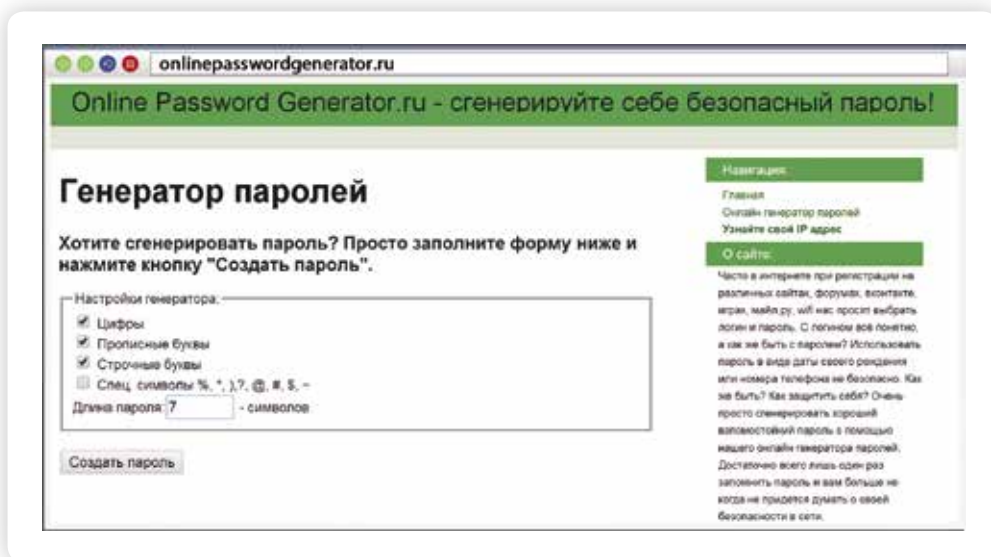 onlinepasswordgenerator.ru
Online Password Generator.ru - сгенерируйте себе безопасный пароль!
Генератор паролей
Хотите сгенерировать пароль? Просто заполните форму ниже и
нажмите кнопку "Создать пароль".
Настройки генератора:
Цифры
Прописные буквы
Строчные буквы
Спец. символы %, *, ),?, @, #, $, ~
Длина пароля: 7 - символов
Создать пароль
Навигация:
Главная
Онлайн генератор паролей
Узнайте свой IP адрес
О сайте:
Часто в интернете при регистрации на
различных сайтах, форумах, вконтакте,
играх, майл.ру, wifi нас просят выбрать
логин и пароль. С логином всё понятно,
а как же быть с паролем? Использовать
пароль в виде даты своего рождения
или номера телефона не безопасно. Как
же быть? Как защитить себя? Очень
просто сгенерировать хороший
взломостойкий пароль с помощью
нашего онлайн генератора паролей.
Достаточно всего лишь один раз
запомнить пароль и вам больше не
когда не придется думать о своей
безопасности в сети.